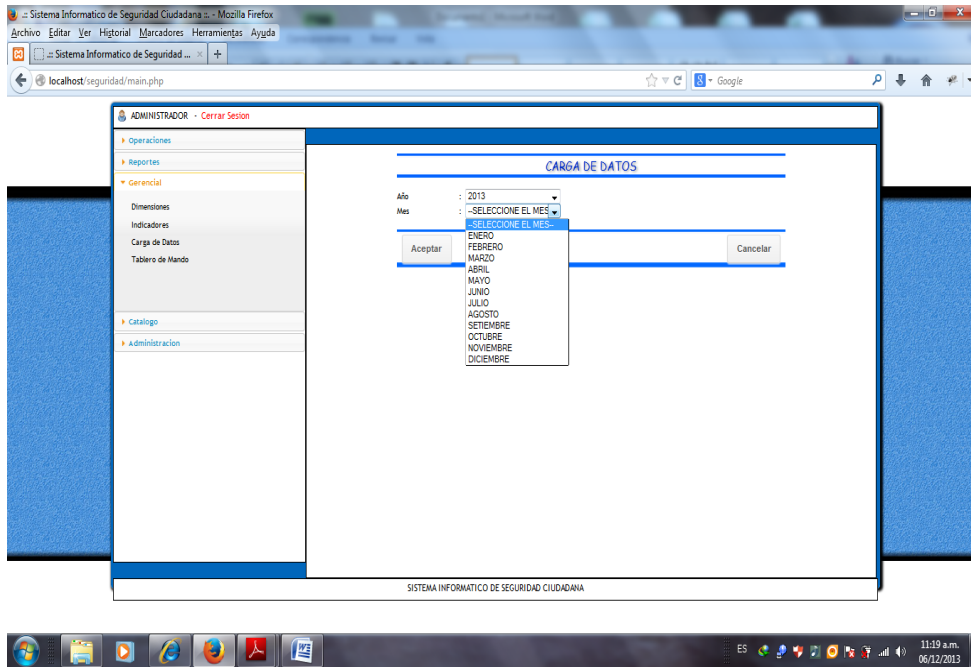 .:: Sistema Informatico de Seguridad Ciudadana ::. - Mozilla Firefox
Archivo Editar Ver Historial Marcadores Herramientas Ayuda
.:: Sistema Informatico de Seguridad ... × +
localhost/seguridad/main.php
Google
ADMINISTRADOR - Cerrar Sesion
Operaciones
Reportes
Gerencial
Dimensiones
Indicadores
Carga de Datos
Tablero de Mando
Catalogo
Administracion
CARGA DE DATOS
Año : 2013
Mes : --SELECCIONE EL MES
--SELECCIONE EL MES--
ENERO
FEBRERO
MARZO
ABRIL
MAYO
JUNIO
JULIO
AGOSTO
SETIEMBRE
OCTUBRE
NOVIEMBRE
DICIEMBRE
Aceptar
Cancelar
SISTEMA INFORMATICO DE SEGURIDAD CIUDADANA
ES
11:19 a.m.
06/12/2013